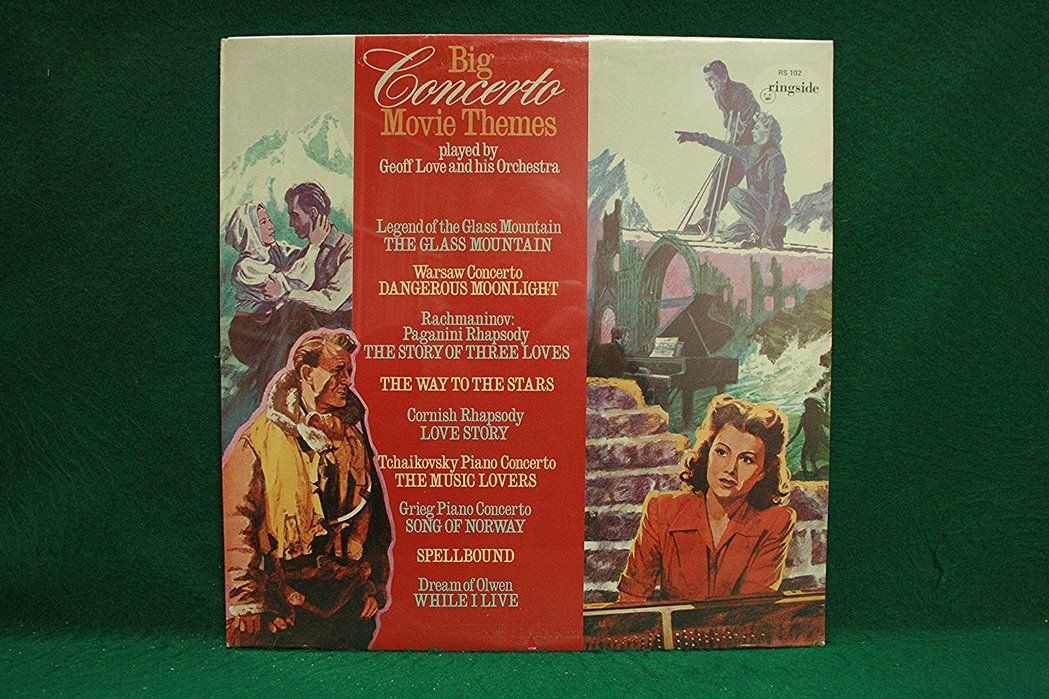 Big
Concerto
Movie Themes
played by
Geoff Love and his Orchestra
RS 102
ringside
Legend of the Glass Mountain
THE GLASS MOUNTAIN
Warsaw Concerto
DANGEROUS MOONLIGHT
Rachmaninov:
Paganini Rhapsody
THE STORY OF THREE LOVES
THE WAY TO THE STARS
Cornish Rhapsody
LOVE STORY
Tchaikovsky Piano Concerto
THE MUSIC LOVERS
Grieg Piano Concerto
SONG OF NORWAY
SPELLBOUND
Dream of Olwen
WHILE I LIVE